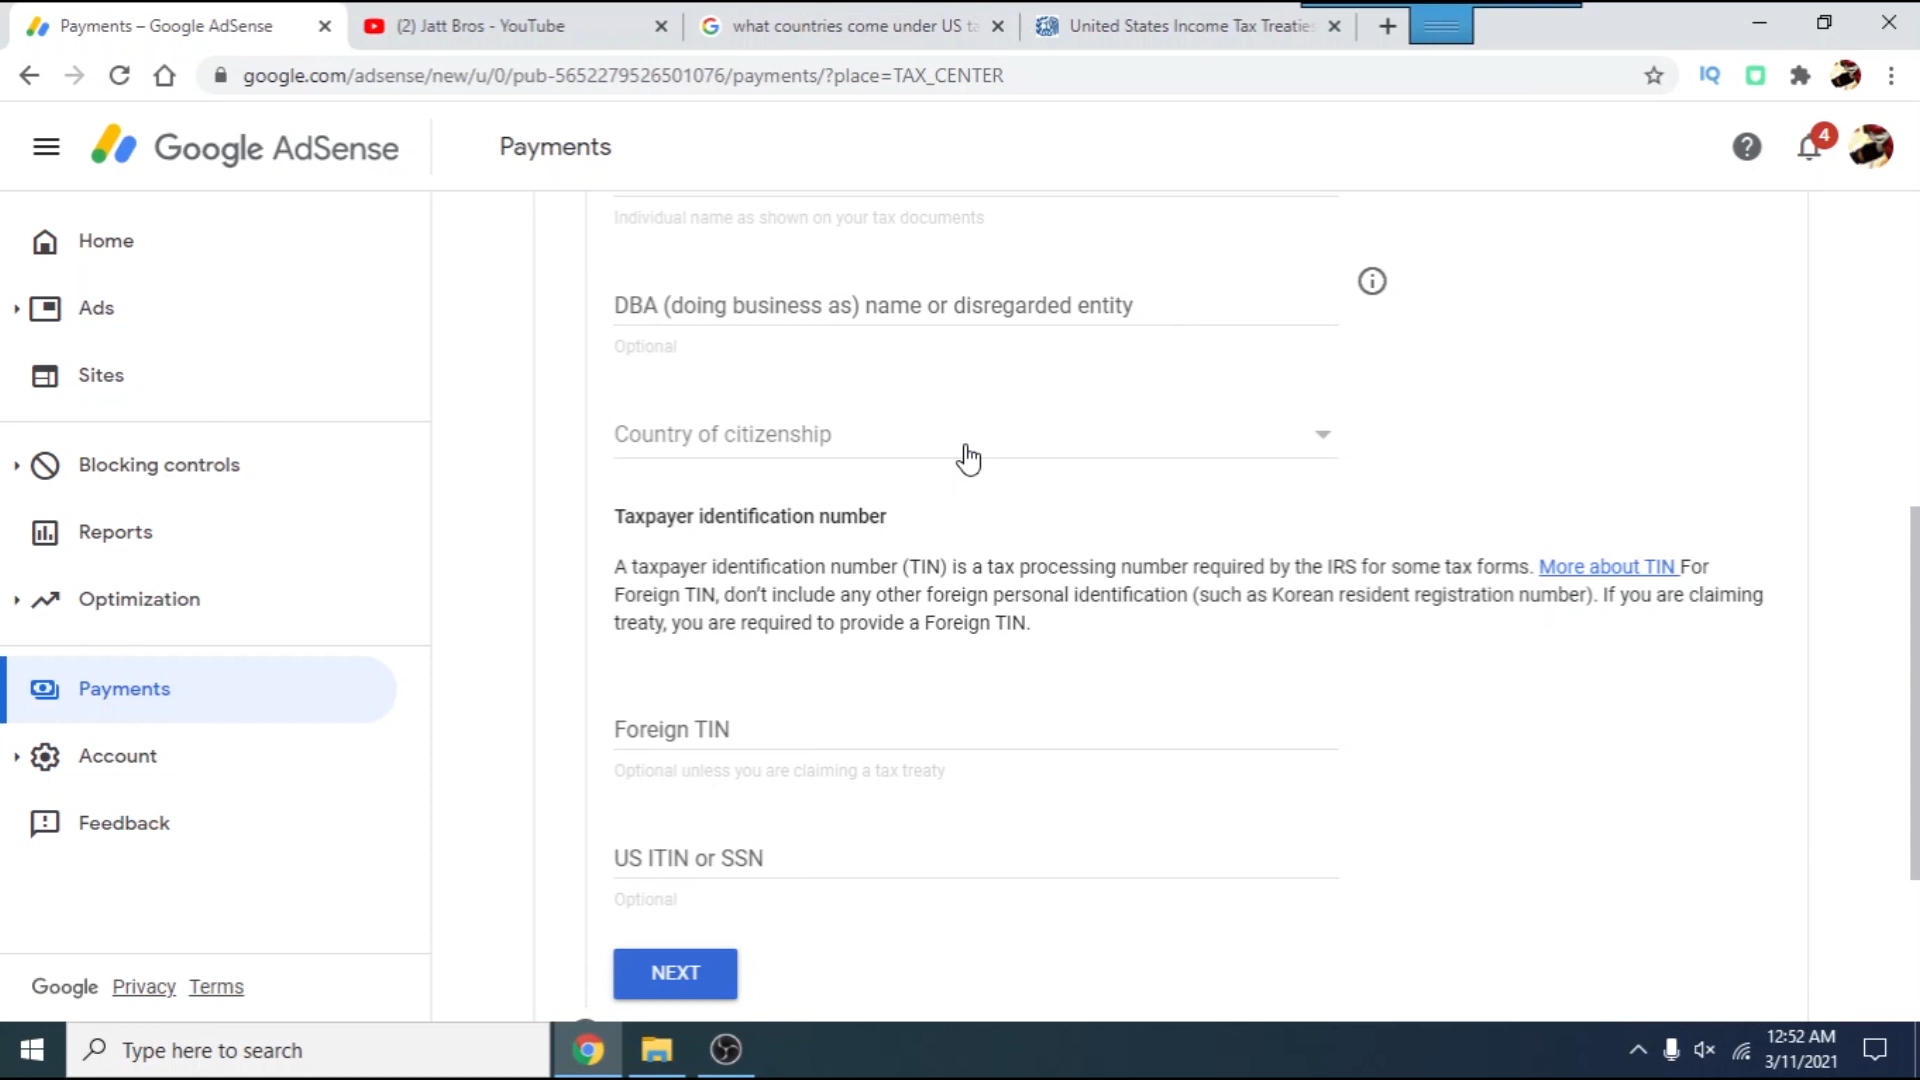 Payments – Google AdSense
(2) Jatt Bros - YouTube
what countries come under US ta
United States Income Tax Treaties
google.com/adsense/new/u/0/pub-5652279526501076/payments/?place=TAX_CENTER
IQ
Google AdSense
Payments
4
Home
Ads
Sites
Blocking controls
Reports
Optimization
Payments
Account
Feedback
Google Privacy Terms
Individual name as shown on your tax documents
DBA (doing business as) name or disregarded entity
Optional
Country of citizenship
Taxpayer identification number
A taxpayer identification number (TIN) is a tax processing number required by the IRS for some tax forms. More about TIN For
Foreign TIN, don't include any other foreign personal identification (such as Korean resident registration number). If you are claiming
treaty, you are required to provide a Foreign TIN.
Foreign TIN
Optional unless you are claiming a tax treaty
US ITIN or SSN
Optional
NEXT
Type here to search
12:52 AM
3/11/2021